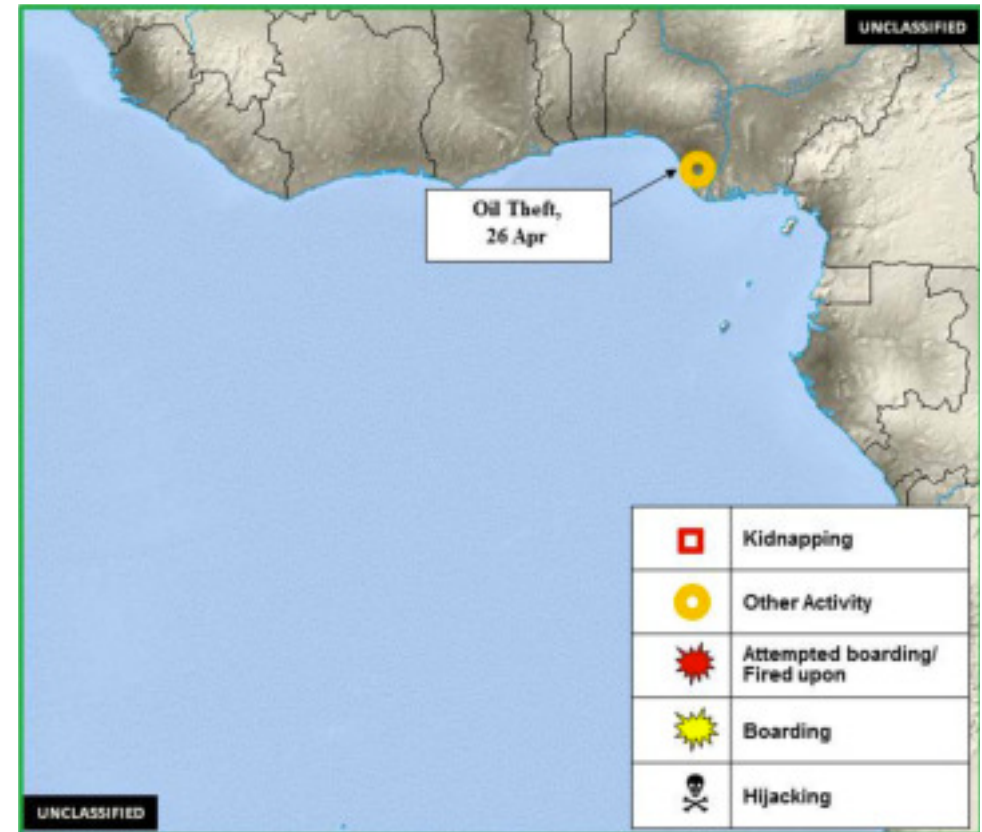 UNCLASSIFIED
Oil Theft,
26 Apr
Kidnapping
Other Activity
Attempted boarding/
Fired upon
Boarding
Hijacking
UNCLASSIFIED